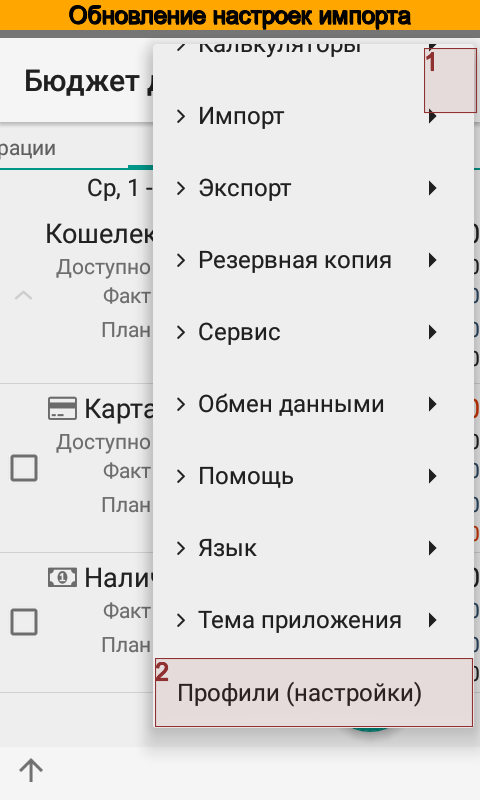 Обновление настроек импорта
Калькуляторы
1
Бюджет
Импорт
рации
Ср, 1 -
Экспорт
Кошелек
Доступно
Резервная копия
Факт
План
Сервис
Карта
Обмен данными
Доступно
Факт
Помощь
План
Язык
Налич
Факт
Тема приложения
План
2
Профили (настройки)